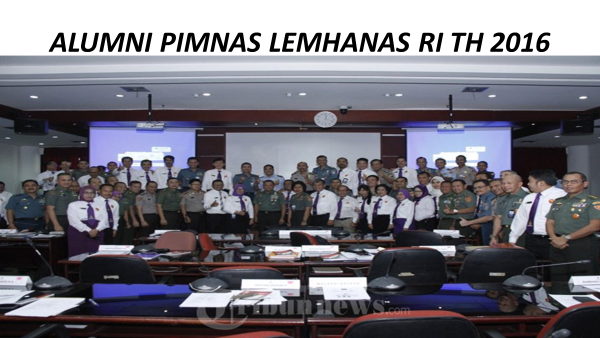 ALUMNI PIMNAS LEMHANAS RI TH 2016
Tribunnews.com